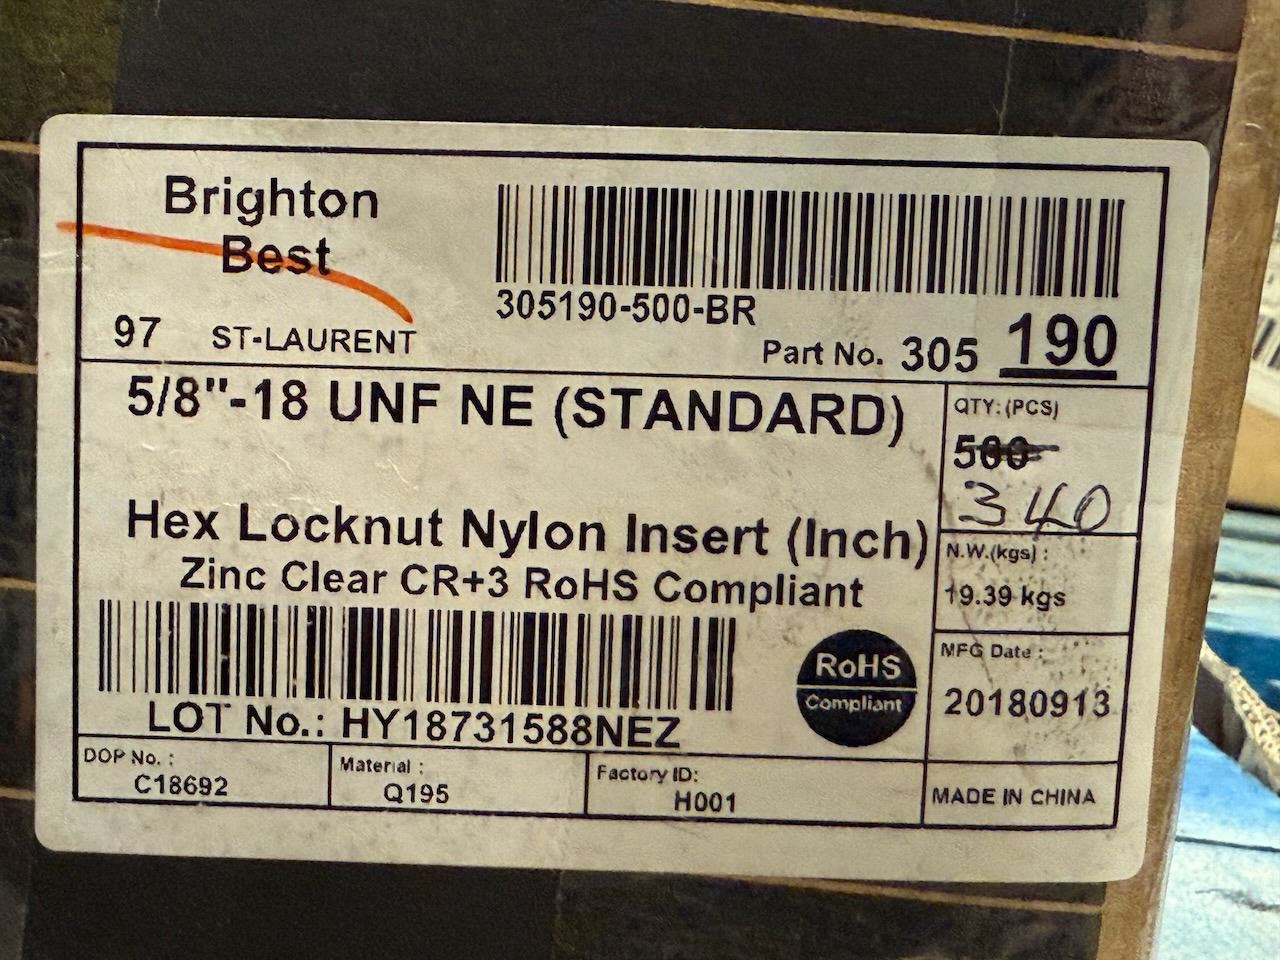 Brighton
Best
97 ST-LAURENT
305190-500-BR
Part No. 305 190
5/8"-18 UNF NE (STANDARD)
Hex Locknut Nylon Insert (Inch)
Zinc Clear CR+3 RoHS Compliant
LOT No.: HY18731588NEZ
RoHS
Compliant
QTY: (PCS)
500
340
N.W.(kgs) :
19.39 kgs
MFG Date :
20180913
DOP No. :
C18692
Material :
Q195
Factory ID:
H001
MADE IN CHINA